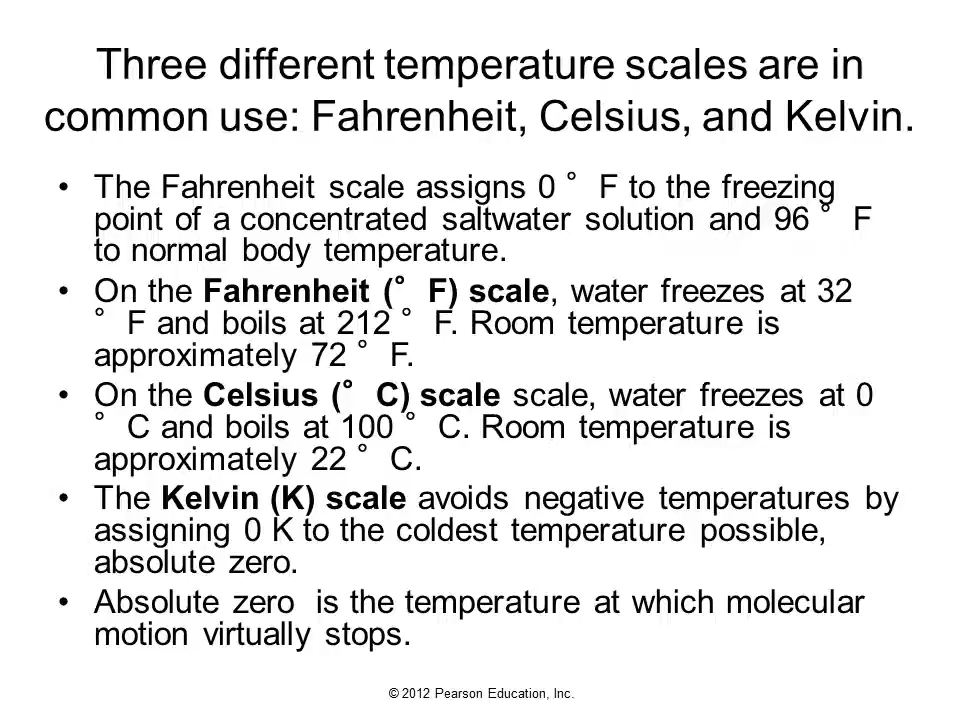 Three different temperature scales are in
common use: Fahrenheit, Celsius, and Kelvin.
• The Fahrenheit scale assigns 0 ° F to the freezing
point of a concentrated saltwater solution and 96 ° F
to normal body temperature.
• On the Fahrenheit (° F) scale, water freezes at 32
° F and boils at 212 ° F. Room temperature is
approximately 72 ° F.
• On the Celsius (° C) scale scale, water freezes at 0
° C and boils at 100 ° C. Room temperature is
approximately 22 ° C.
• The Kelvin (K) scale avoids negative temperatures by
assigning 0 K to the coldest temperature possible,
absolute zero.
• Absolute zero is the temperature at which molecular
motion virtually stops.
© 2012 Pearson Education, Inc.